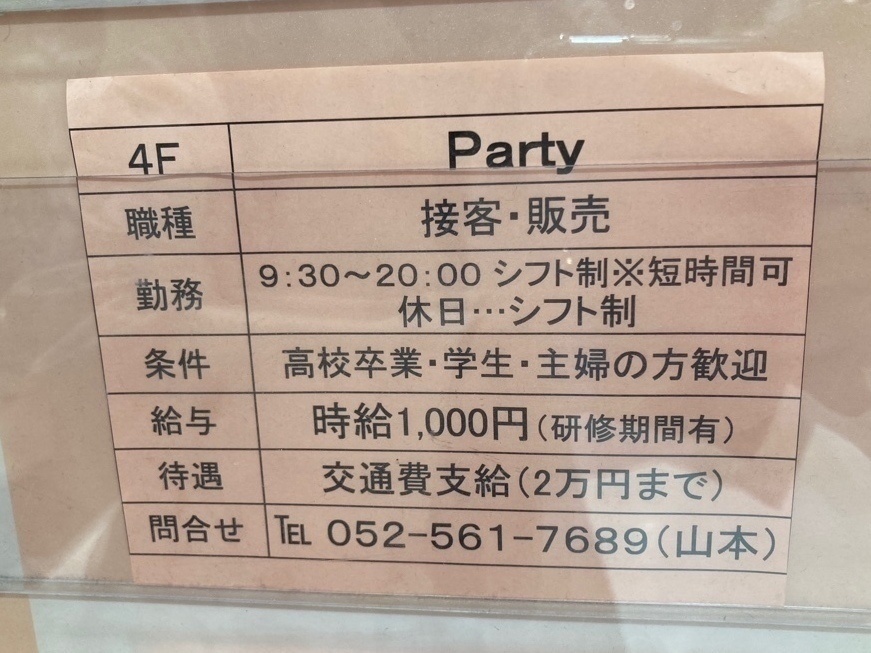 4F Party
職種 接客・販売
勤務 9:30～20:00 シフト制※短時間可
休日…シフト制
条件 高校卒業・学生・主婦の方歓迎
給与 時給1,000円(研修期間有)
待遇 交通費支給(2万円まで)
問合せ ℡ 052-561-7689(山本)